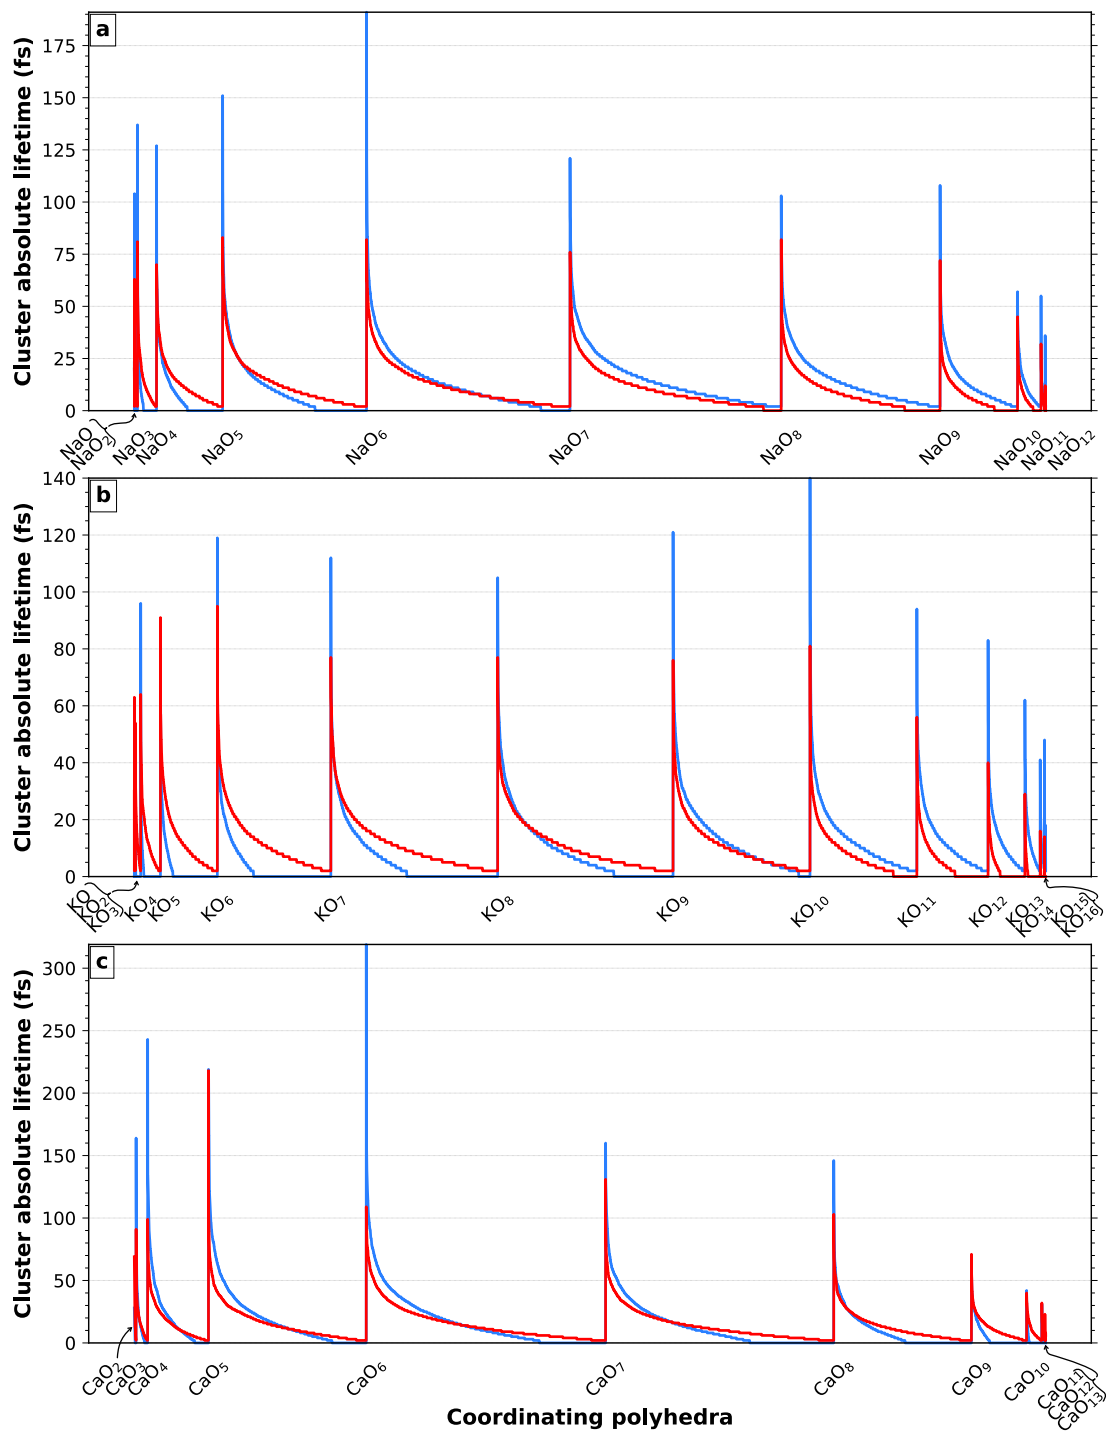 a
Cluster absolute lifetime (fs)
175
150
125
100
75
50
25
0
NaO
NaO₂
NaO₃
NaO₄
NaO₅
NaO₆
NaO₇
NaO₈
NaO₉
NaO₁₀
NaO₁₁
NaO₁₂
b
Cluster absolute lifetime (fs)
140
120
100
80
60
40
20
0
KO
KO₂
KO₃
KO₄
KO₅
KO₆
KO₇
KO₈
KO₉
KO₁₀
KO₁₁
KO₁₂
KO₁₃
KO₁₄
KO₁₅
KO₁₆
c
Cluster absolute lifetime (fs)
300
250
200
150
100
50
0
CaO₂
CaO₃
CaO₄
CaO₅
CaO₆
CaO₇
CaO₈
CaO₉
CaO₁₀
CaO₁₁
CaO₁₂
CaO₁₃
Coordinating polyhedra